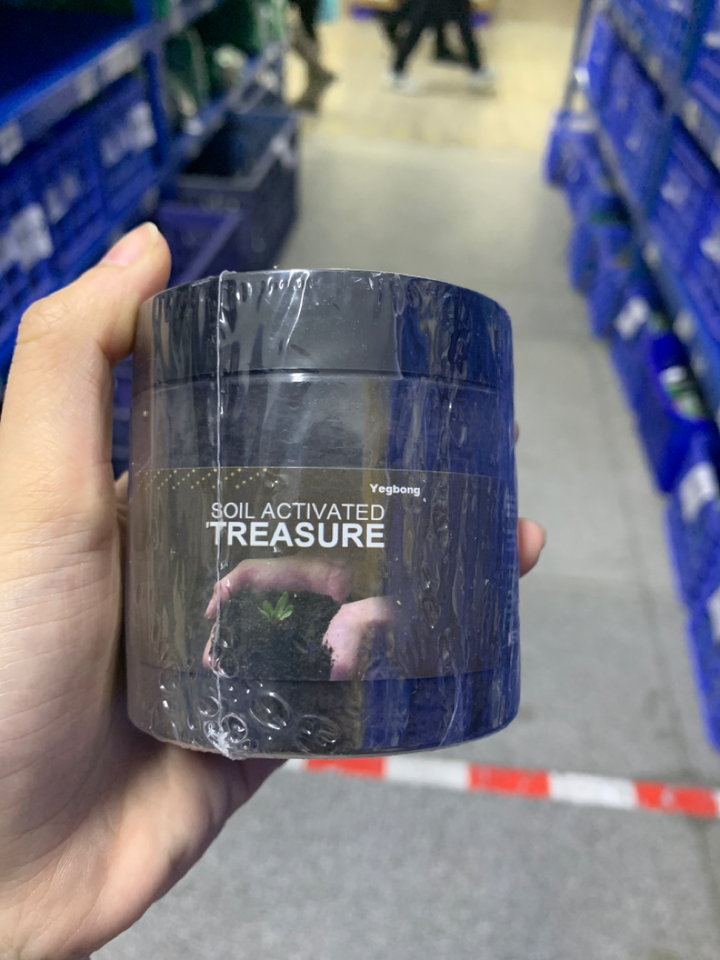 Yegbong
SOIL ACTIVATED
'TREASURE